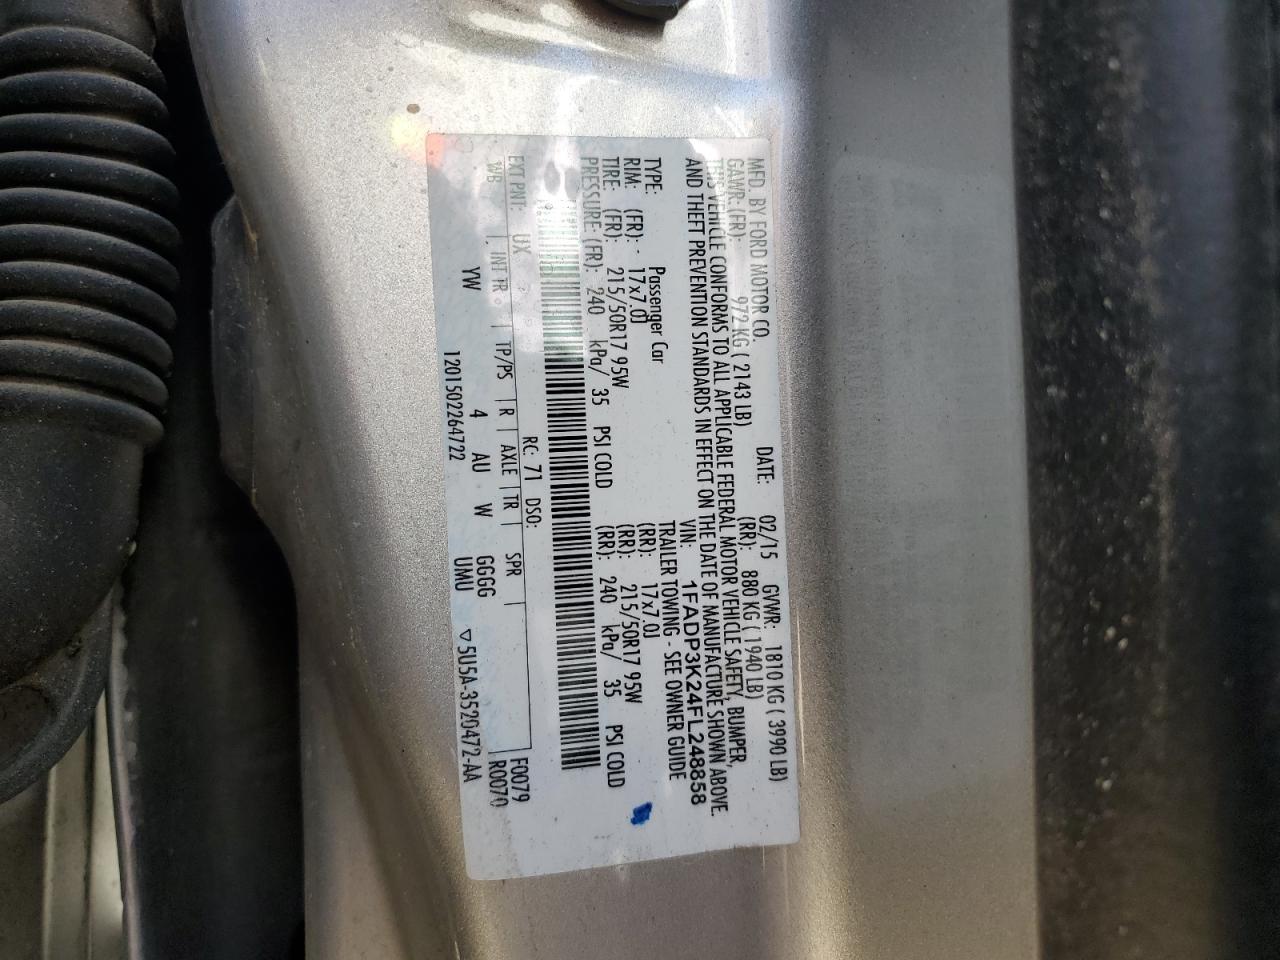 MFD. BY FORD MOTOR CO. DATE: 02/15 GVWR: 1810 KG ( 3990 LB)
GAWR: (FR): 972 KG ( 2143 LB) (RR): 880 KG ( 1940 LB)
THIS VEHICLE CONFORMS TO ALL APPLICABLE FEDERAL MOTOR VEHICLE SAFETY, BUMPER,
AND THEFT PREVENTION STANDARDS IN EFFECT ON THE DATE OF MANUFACTURE SHOWN ABOVE.
VIN: 1FADP3K24FL248858
TYPE: Passenger Car TRAILER TOWING - SEE OWNER GUIDE
RIM: (FR): - 17x7.0J (RR): 17x7.0J
TIRE: (FR): 215/50R17 95W (RR): 215/50R17 95W
PRESSURE: (FR): 240 kPa/ 35 PSI COLD (RR): 240 kPa/ 35 PSI COLD
EXT PNT: UX RC: 71 DSO: F0079
WB INT TR TP/PS R AXLE TR SPR R0070
YW 4 AU W GGGG
UMU
1201502264722 ▽5U5A-3520472-AA